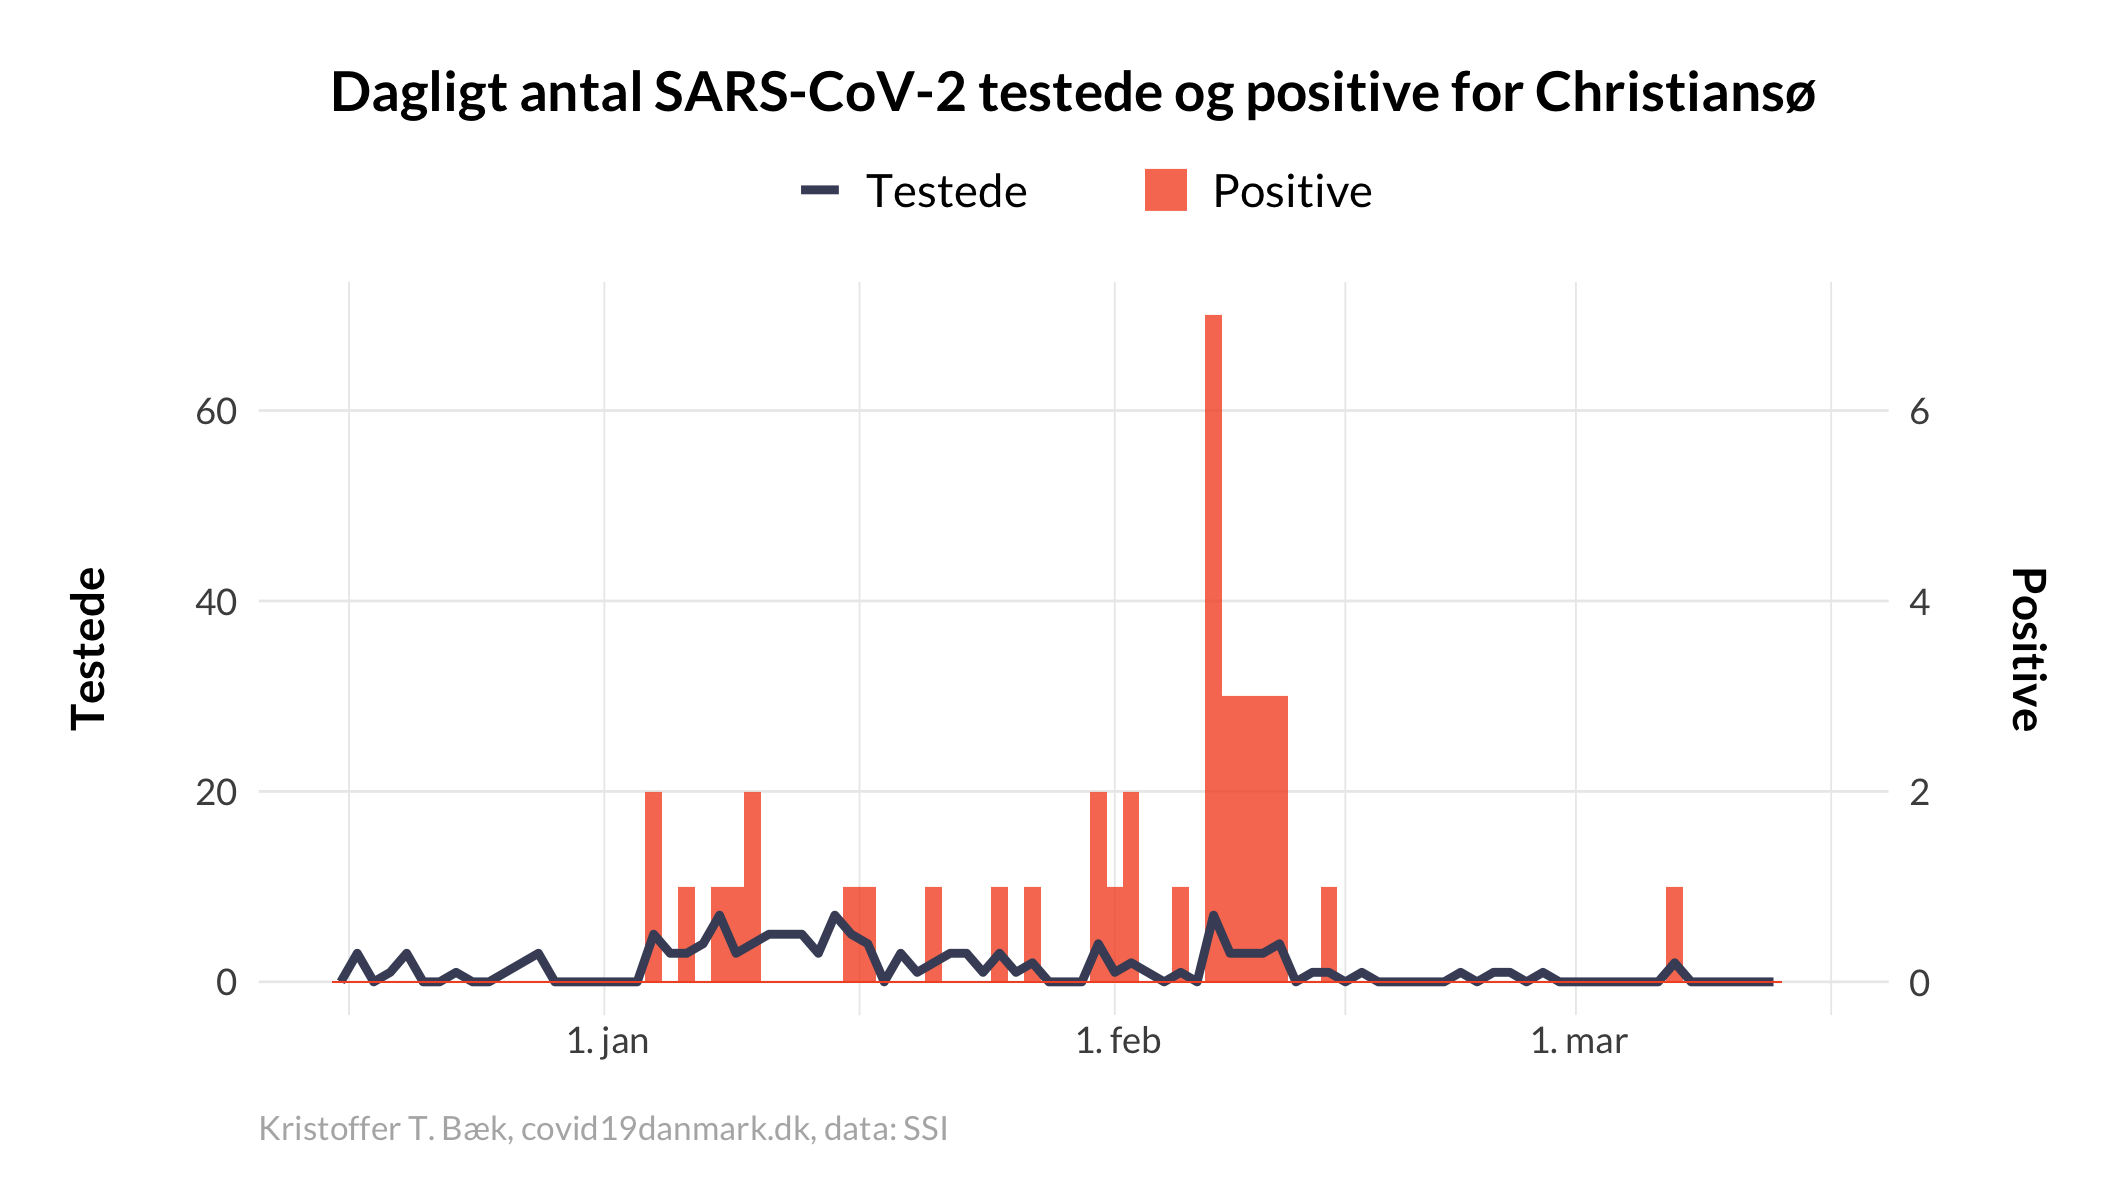 Dagligt antal SARS-CoV-2 testede og positive for Christiansø
Testede
Positive
60
40
20
0
6
4
2
0
Testede
Positive
1. jan
1. feb
1. mar
Kristoffer T. Bæk, covid19danmark.dk, data: SSI